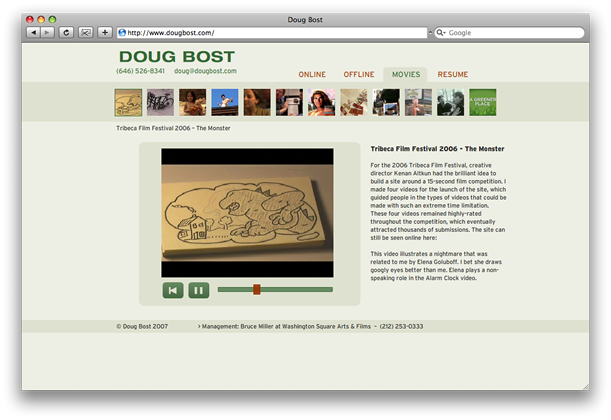 Doug Bost
http://www.dougbost.com/
Google
DOUG BOST
(646) 526-8341 doug@dougbost.com
ONLINE OFFLINE MOVIES RESUME
A GREENER
PLACE
Tribeca Film Festival 2006 – The Monster
Tribeca Film Festival 2006 – The Monster
For the 2006 Tribeca Film Festival, creative
director Kenan Aitkun had the brilliant idea to
build a site around a 15-second film competition. I
made four videos for the launch of the site, which
guided people in the types of videos that could be
made with such an extreme time limitation.
These four videos remained highly-rated
throughout the competition, which eventually
attracted thousands of submissions. The site can
still be seen online here:
This video illustrates a nightmare that was
related to me by Elena Goluboff. I bet she draws
googly eyes better than me. Elena plays a non-
speaking role in the Alarm Clock video.
© Doug Bost 2007 > Management: Bruce Miller at Washington Square Arts & Films – (212) 253-0333